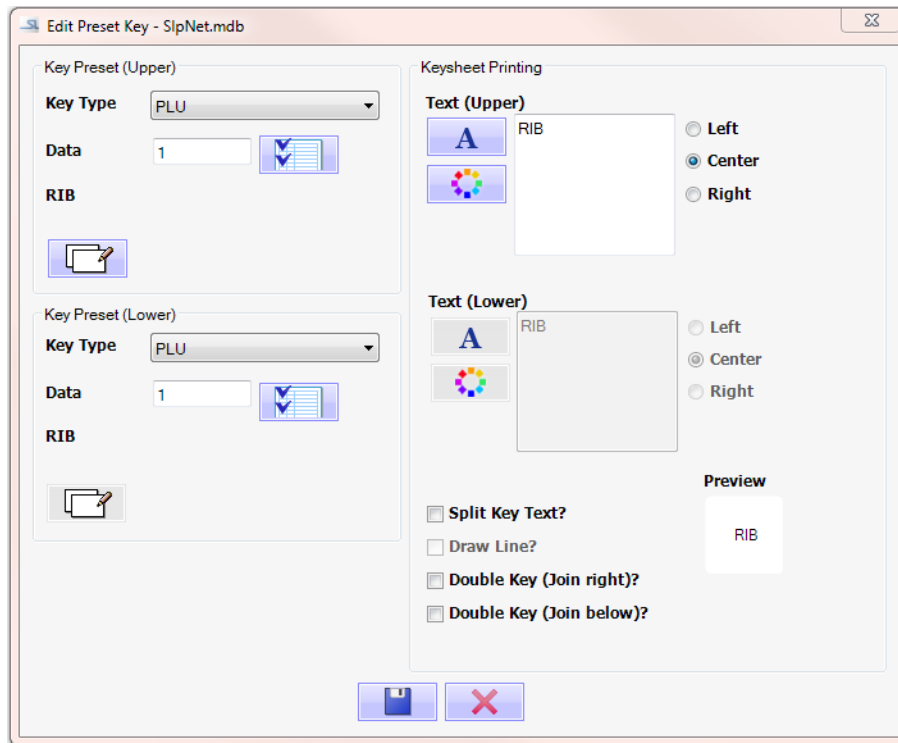 SL Edit Preset Key - SlpNet.mdb
Key Preset (Upper)
Key Type PLU
Data 1
RIB
Key Preset (Lower)
Key Type PLU
Data 1
RIB
Keysheet Printing
Text (Upper)
A RIB
Left
Center
Right
Text (Lower)
A RIB
Left
Center
Right
Preview
RIB
Split Key Text?
Draw Line?
Double Key (Join right)?
Double Key (Join below)?